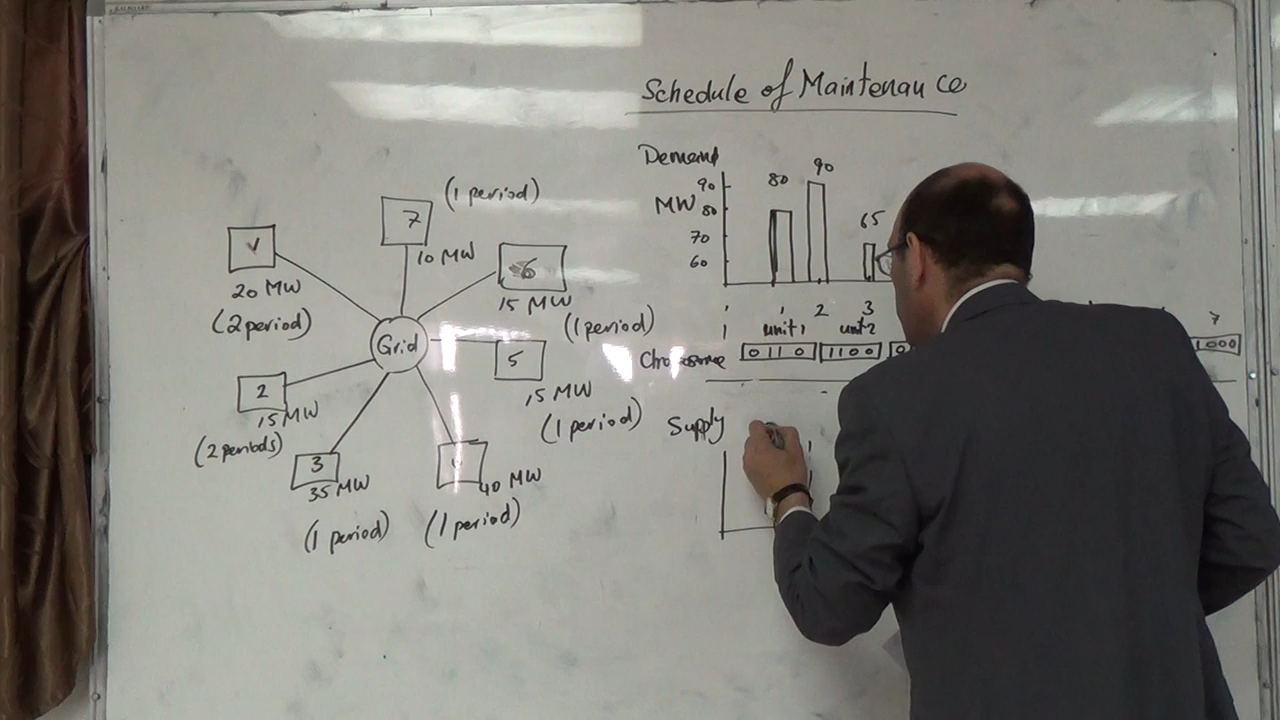 Schedule of Maintenance
Demand
MW
90
80
70
60
80
90
65
1 2 3
7
unit 1 unit 2
Chromosome 0110 1100 0 1000
Supply
(1 period)
7
10 MW
1
20 MW
(2 period)
6
15 MW
(1 period)
Grid
5
15 MW
(1 period)
2
15 MW
(2 periods)
3
35 MW
(1 period)
40 MW
(1 period)